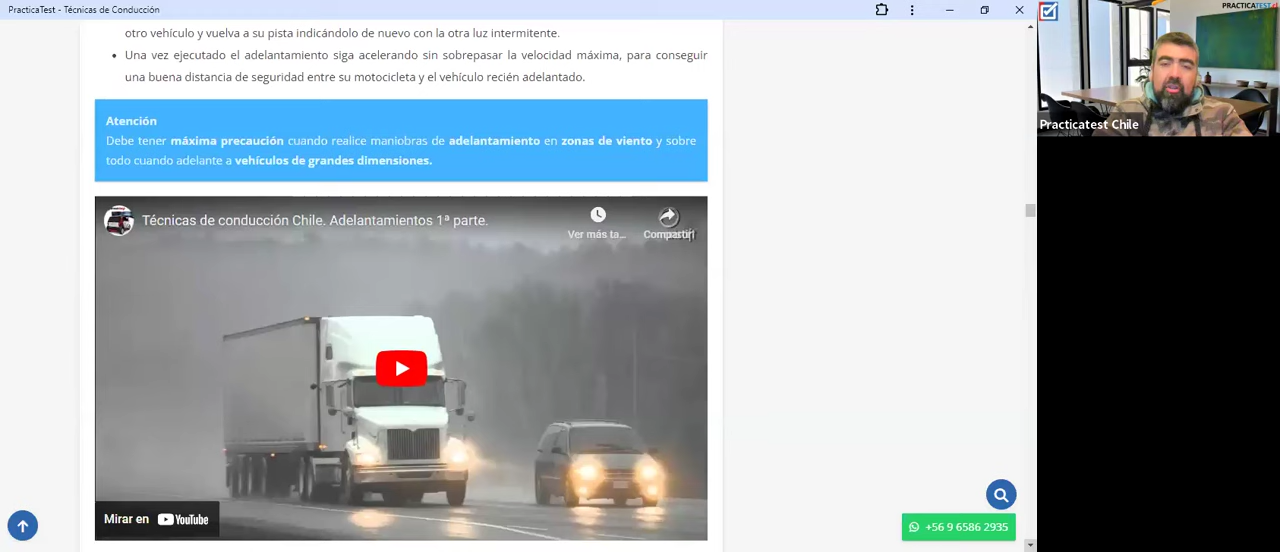 PracticaTest - Técnicas de Conducción
PRACTICATEST
otro vehículo y vuelva a su pista indicándolo de nuevo con la otra luz intermitente.
Una vez ejecutado el adelantamiento siga acelerando sin sobrepasar la velocidad máxima, para conseguir
una buena distancia de seguridad entre su motocicleta y el vehículo recién adelantado.
Atención
Debe tener máxima precaución cuando realice maniobras de adelantamiento en zonas de viento y sobre
todo cuando adelante a vehículos de grandes dimensiones.
Practicatest Chile
Técnicas de conducción Chile. Adelantamientos 1ª parte.
Ver más ta...
Compartir
Mirar en YouTube
+56 9 6586 2935